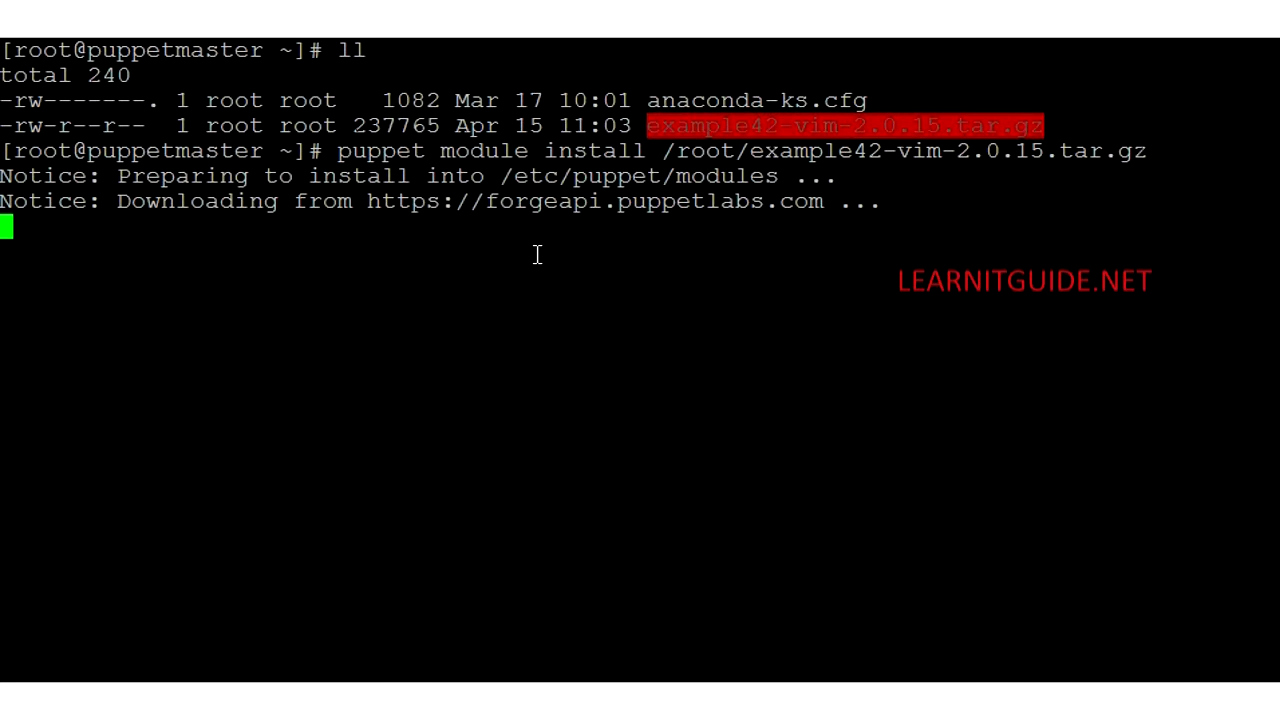 [root@puppetmaster ~]# ll
total 240
-rw-------. 1 root root   1082 Mar 17 10:01 anaconda-ks.cfg
-rw-r--r--  1 root root 237765 Apr 15 11:03 example42-vim-2.0.15.tar.gz
[root@puppetmaster ~]# puppet module install /root/example42-vim-2.0.15.tar.gz
Notice: Preparing to install into /etc/puppet/modules ...
Notice: Downloading from https://forgeapi.puppetlabs.com ...
LEARNITGUIDE.NET